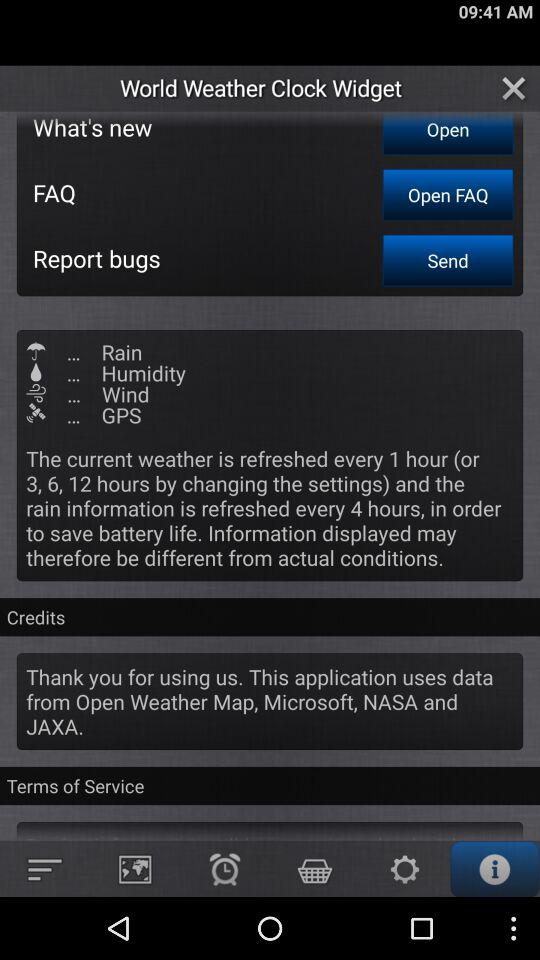 09:41 AM
World Weather Clock Widget
What's new
Open
FAQ
Open FAQ
Report bugs
Send
... Rain
... Humidity
... Wind
... GPS
The current weather is refreshed every 1 hour (or
3, 6, 12 hours by changing the settings) and the
rain information is refreshed every 4 hours, in order
to save battery life. Information displayed may
therefore be different from actual conditions.
Credits
Thank you for using us. This application uses data
from Open Weather Map, Microsoft, NASA and
JAXA.
Terms of Service